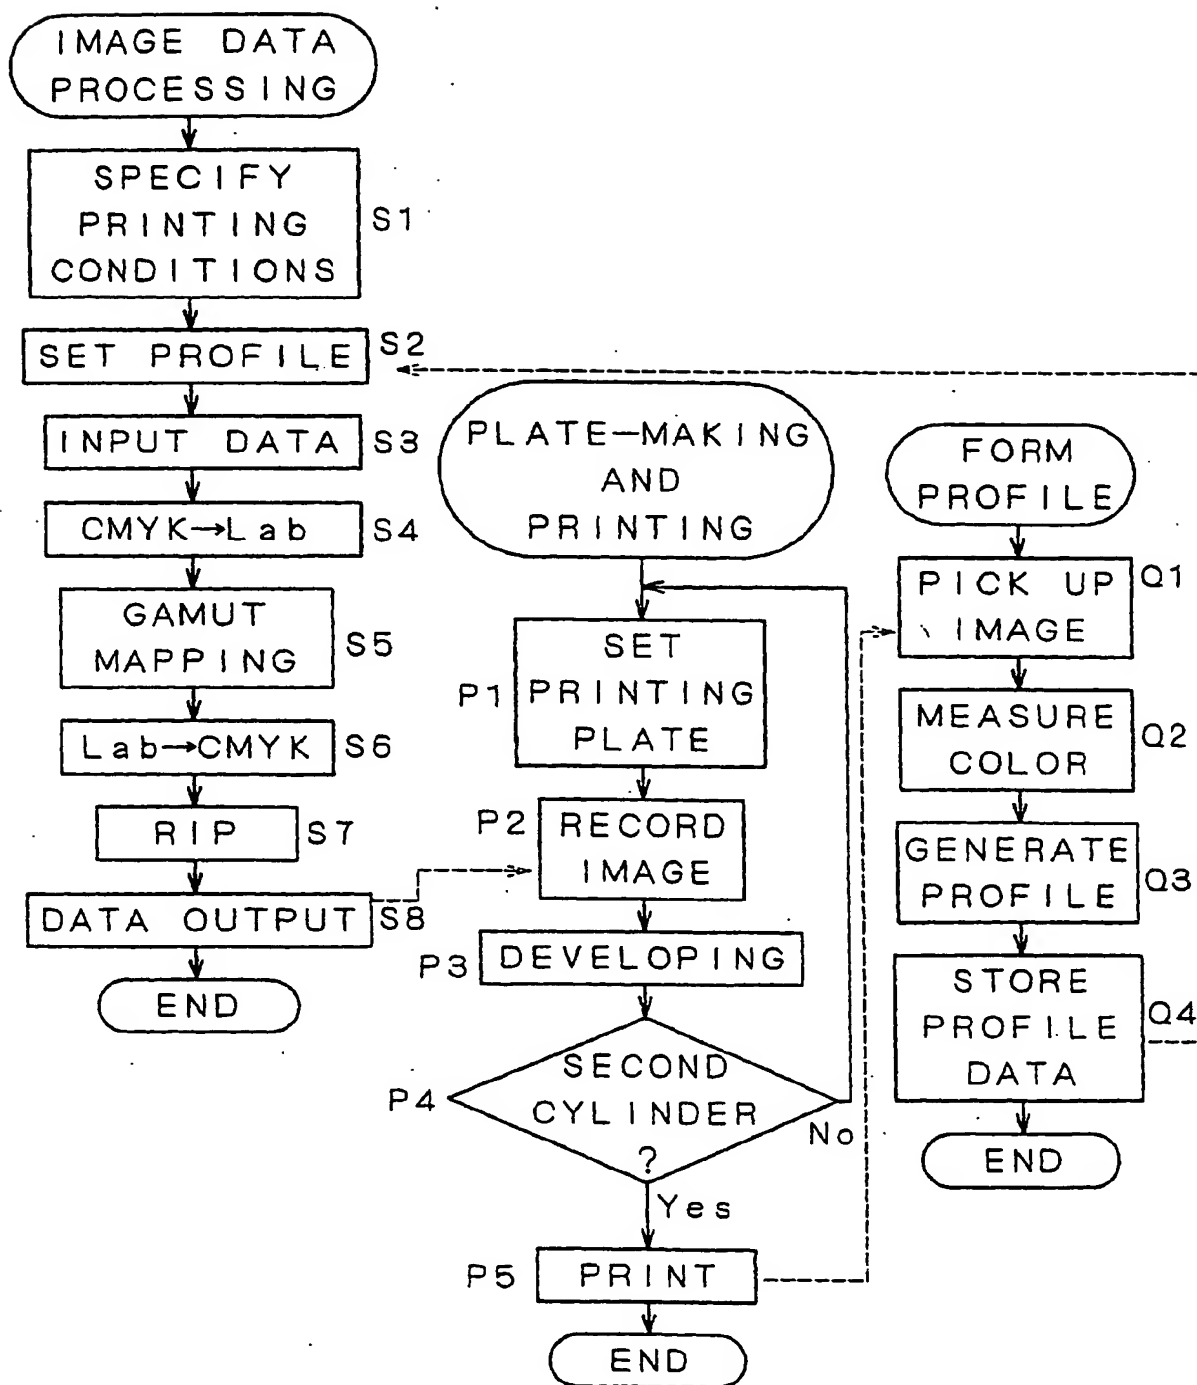 IMAGE DATA
PROCESSING
SPECIFY
PRINTING
CONDITIONS
S1
SET PROFILE
S2
INPUT DATA
S3
CMYK→Lab
S4
GAMUT
MAPPING
S5
Lab→CMYK
S6
RIP
S7
DATA OUTPUT
S8
END
PLATE-MAKING
AND
PRINTING
P1
SET
PRINTING
PLATE
P2
RECORD
IMAGE
P3
DEVELOPING
P4
SECOND
CYLINDER
?
No
Yes
P5
PRINT
END
FORM
PROFILE
PICK UP
IMAGE
Q1
MEASURE
COLOR
Q2
GENERATE
PROFILE
Q3
STORE
PROFILE
DATA
Q4
END